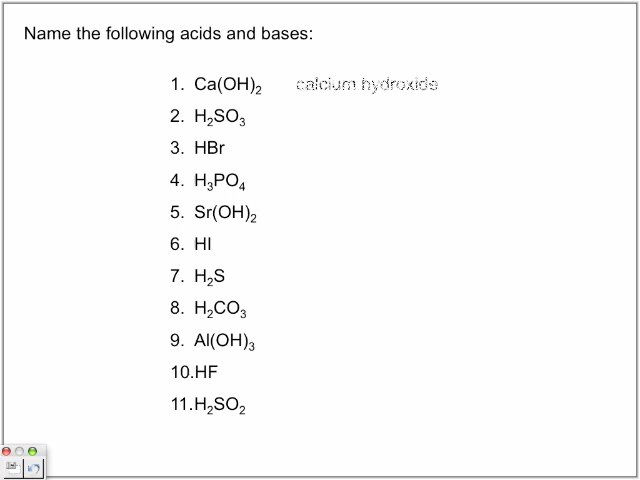 Name the following acids and bases:
1. Ca(OH)₂ calcium hydroxide
2. H₂SO₃
3. HBr
4. H₃PO₄
5. Sr(OH)₂
6. HI
7. H₂S
8. H₂CO₃
9. Al(OH)₃
10.HF
11.H₂SO₂